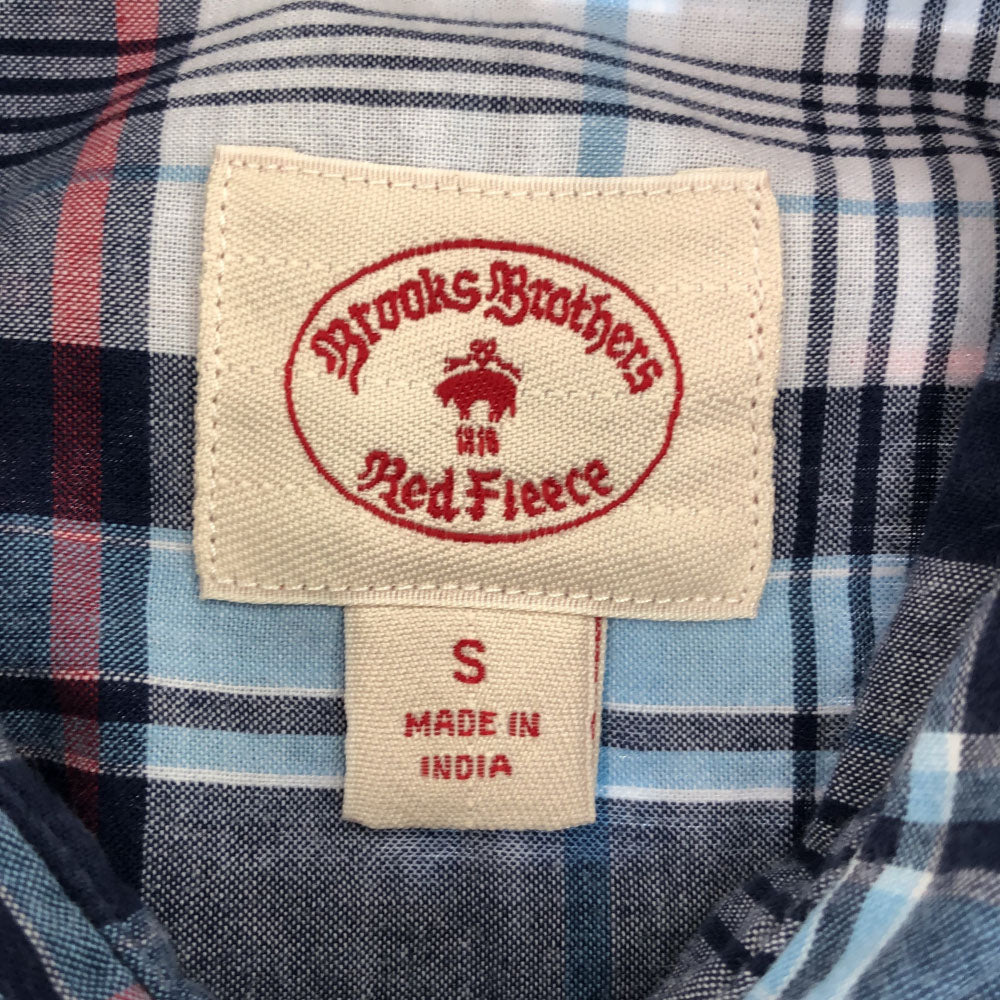 Brooks Brothers
1818
Red Fleece
S
MADE IN
INDIA